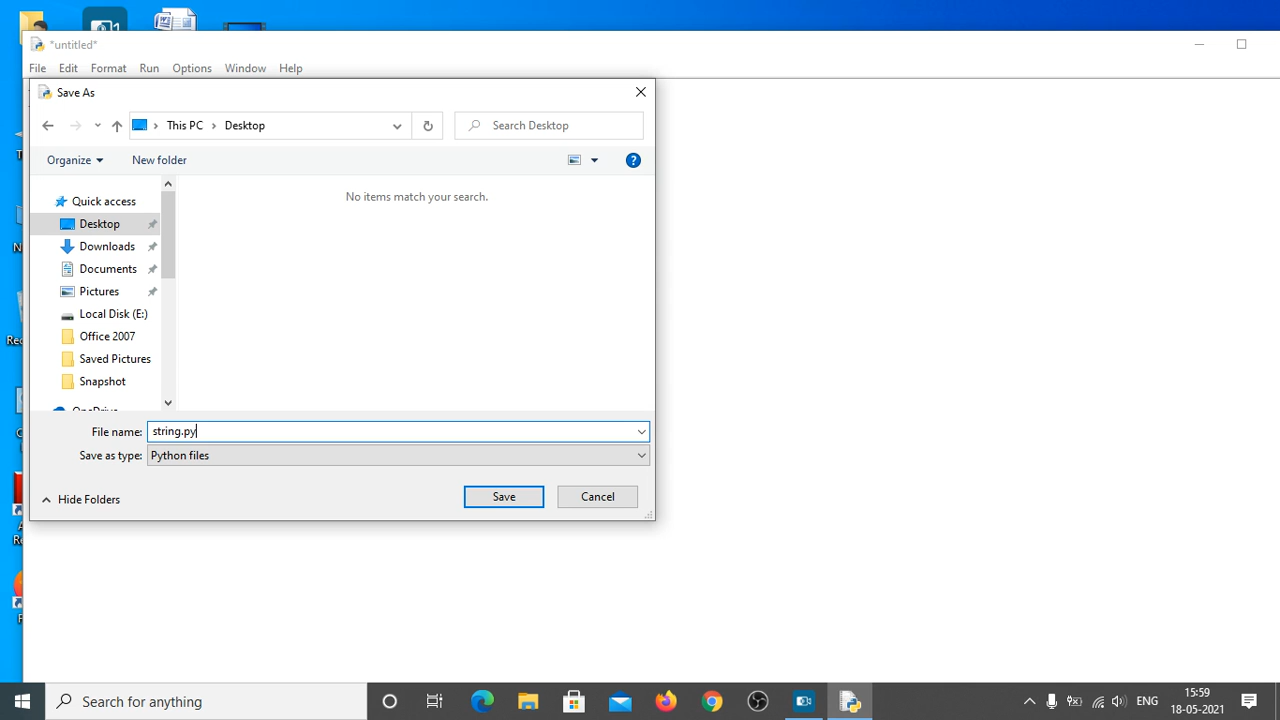 *untitled*
File Edit Format Run Options Window Help
Save As
This PC Desktop
Search Desktop
Organize New folder
No items match your search.
Quick access
Desktop
Downloads
Documents
Pictures
Local Disk (E:)
Office 2007
Saved Pictures
Snapshot
OneDrive
File name: string.py
Save as type: Python files
Hide Folders
Save Cancel
Search for anything
ENG
15:59
18-05-2021